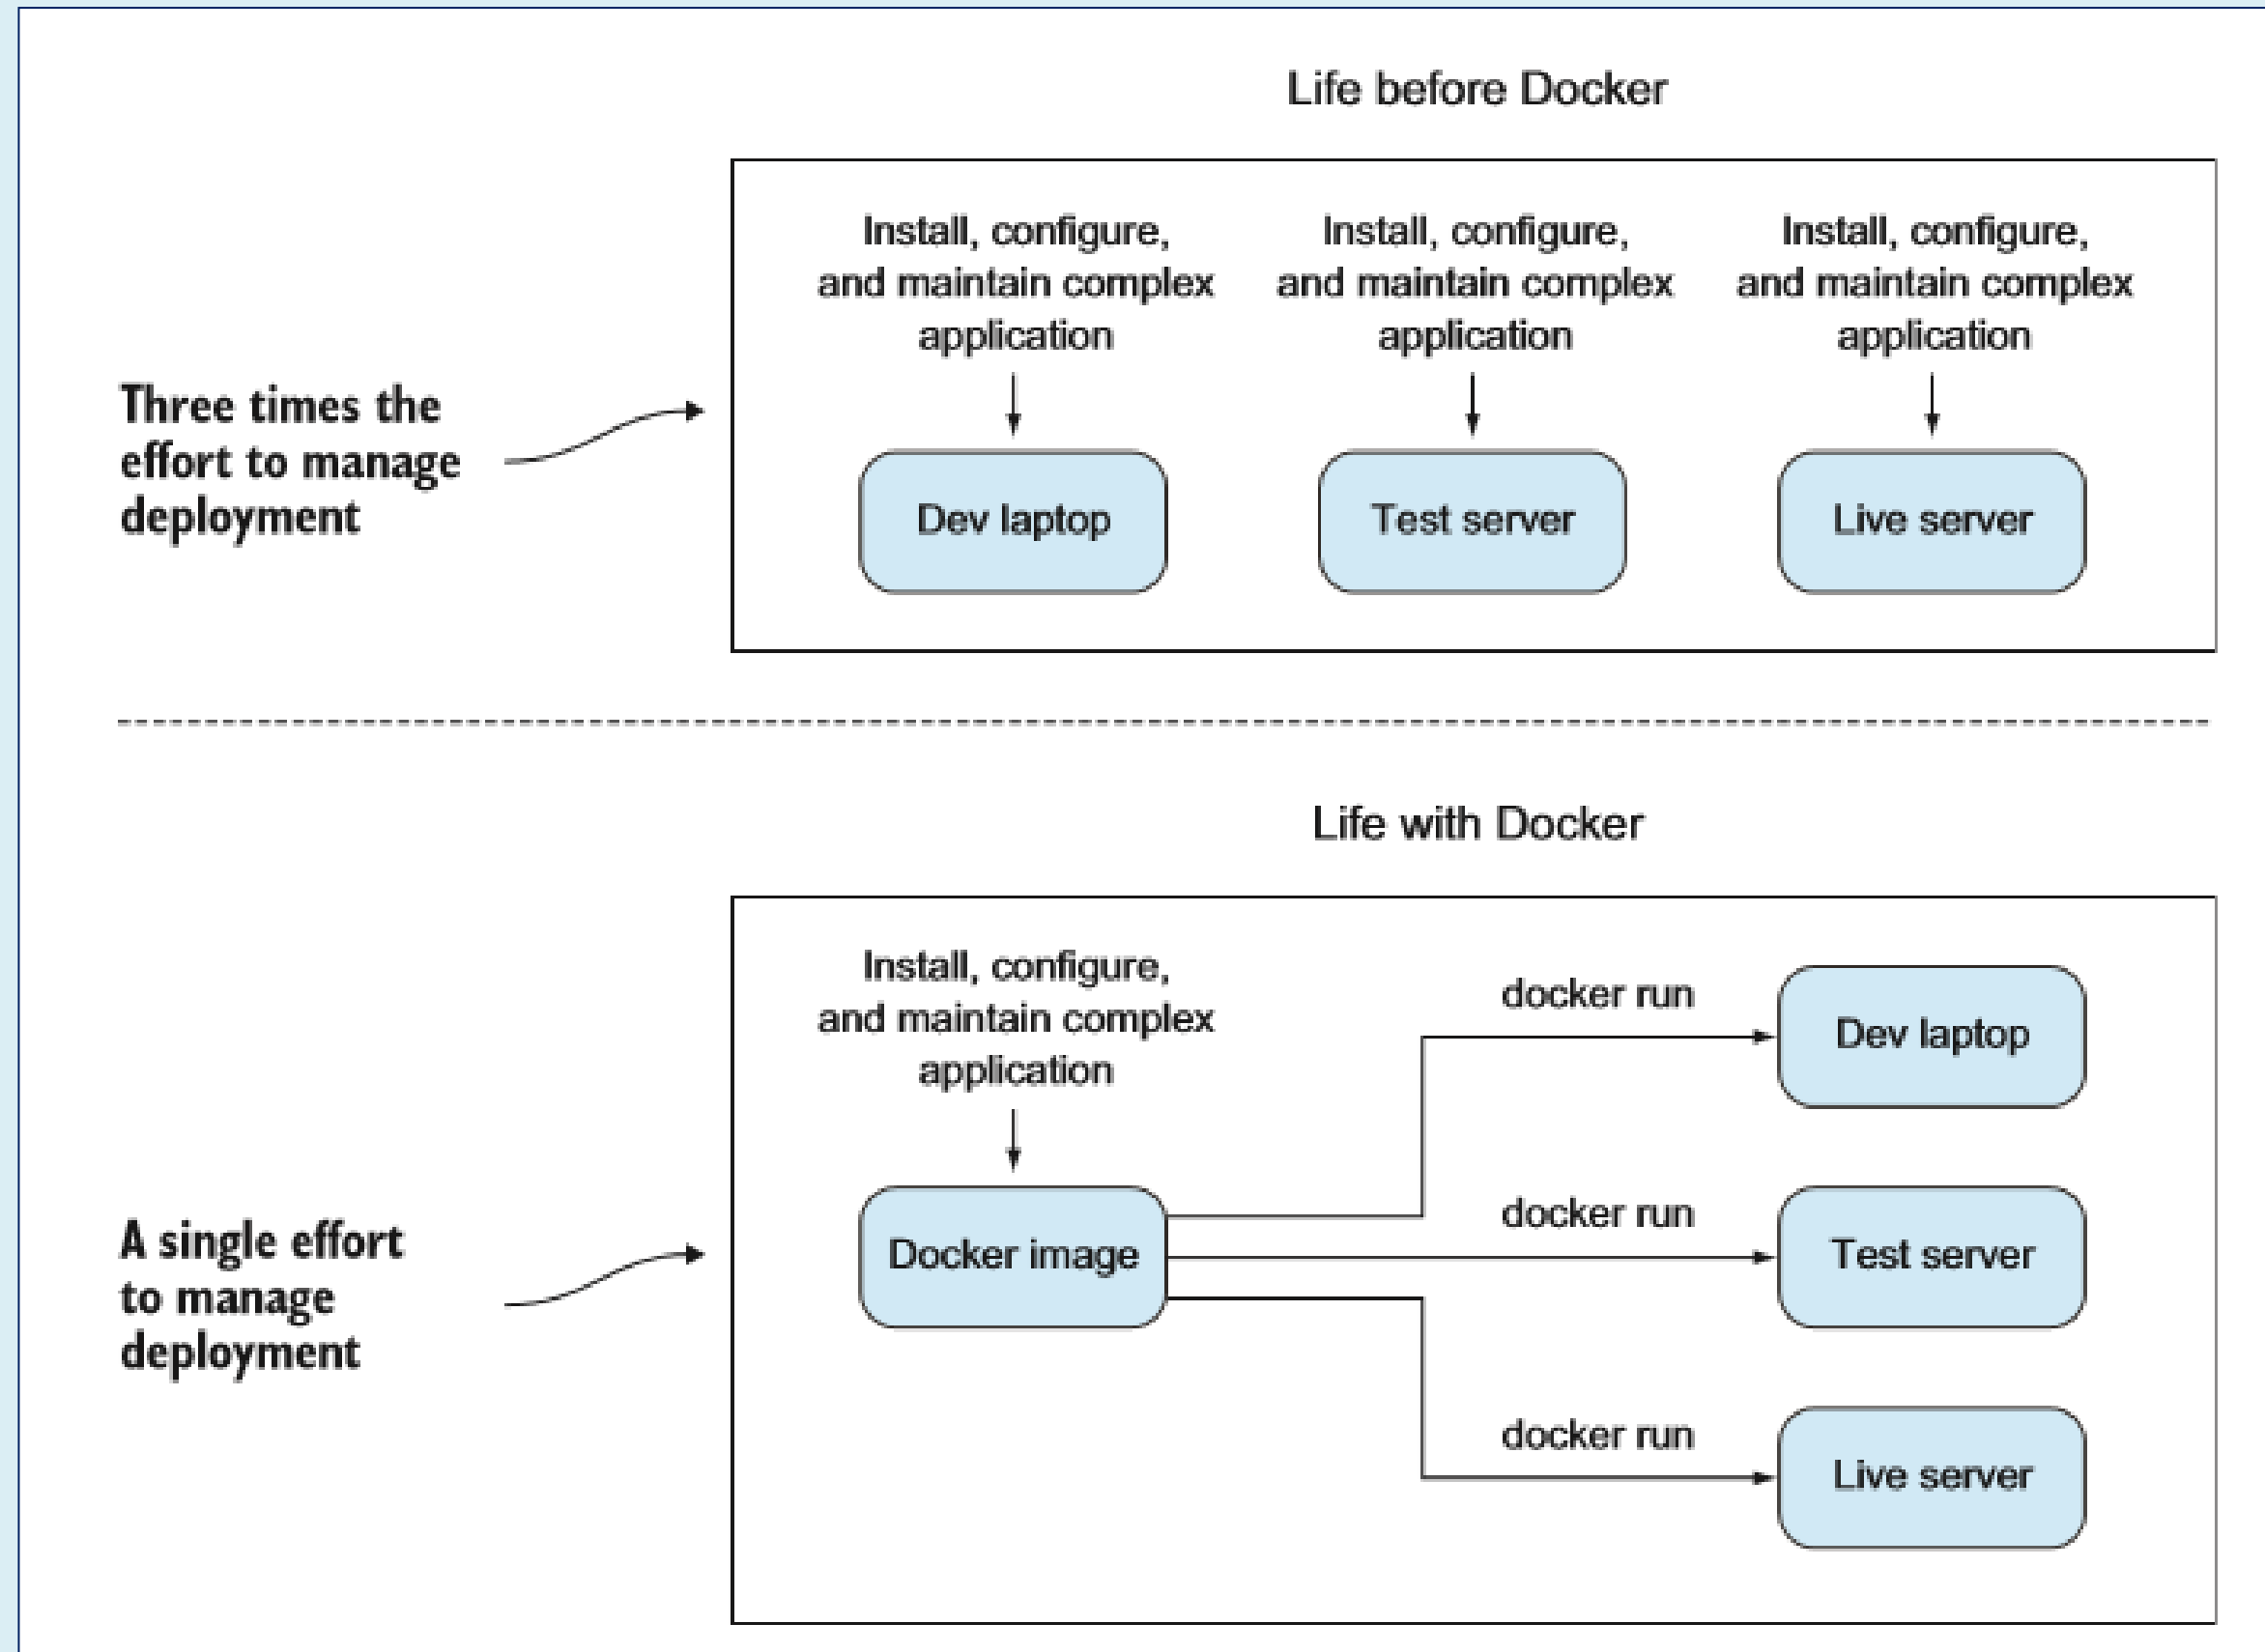 Life before Docker
Three times the
effort to manage
deployment
Install, configure,
and maintain complex
application
Install, configure,
and maintain complex
application
Install, configure,
and maintain complex
application
Dev laptop
Test server
Live server
Life with Docker
A single effort
to manage
deployment
Install, configure,
and maintain complex
application
Docker image
docker run
Dev laptop
docker run
Test server
docker run
Live server